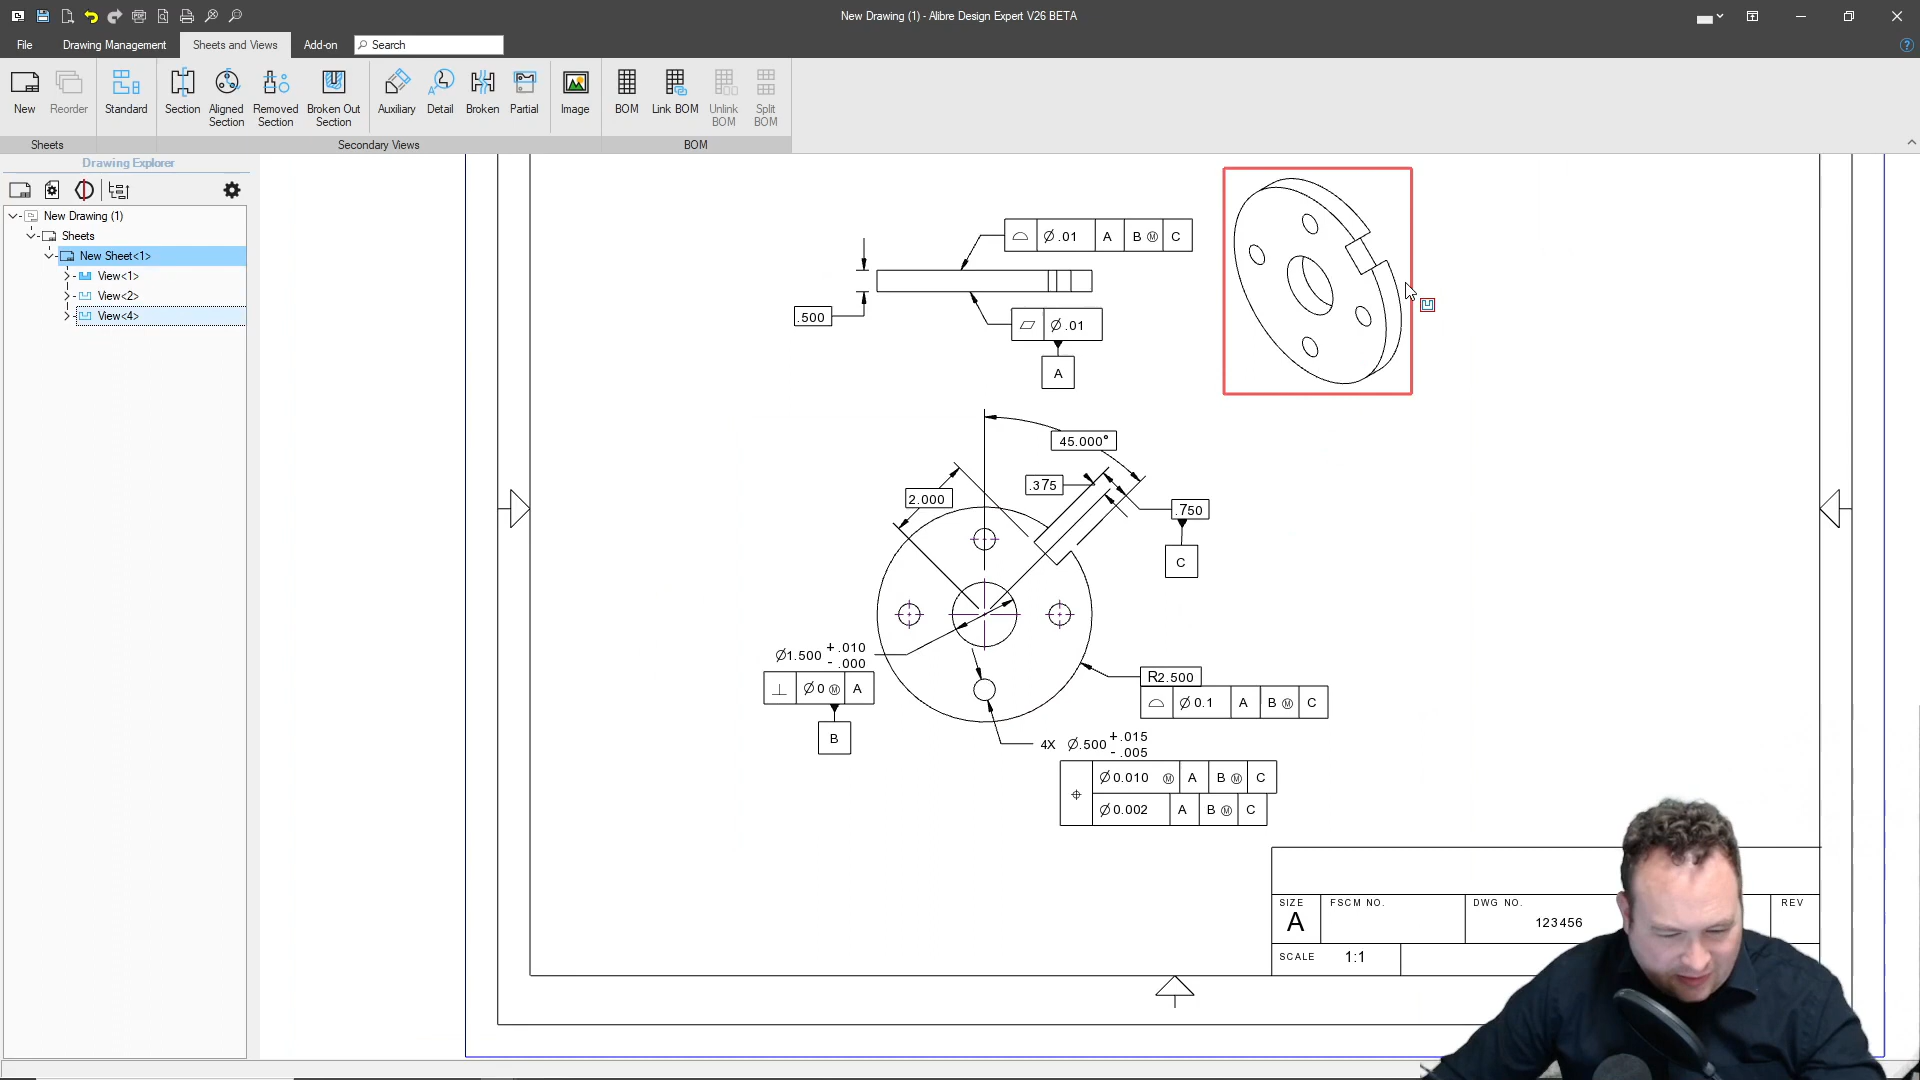 New Drawing (1) - Alibre Design Expert V26 BETA
File Drawing Management Sheets and Views Add-on Search
New Reorder Standard Section Aligned Section Removed Section Broken Out Section Auxiliary Detail Broken Partial Image BOM Link BOM Unlink BOM Split BOM
Sheets Secondary Views BOM
Drawing Explorer
New Drawing (1)
Sheets
New Sheet<1>
View<1>
View<2>
View<4>
⌓ Ø.01 A B Ⓜ C
.500
⏥ Ø.01
A
45.000°
.375
2.000
.750
C
Ø1.500 +.010 -.000
⊥ Ø0 Ⓜ A
B
R2.500
⌓ Ø0.1 A B Ⓜ C
4X Ø.500 +.015 -.005
⌖ Ø0.010 Ⓜ A B Ⓜ C
Ø0.002 A B Ⓜ C
SIZE A FSCM NO. DWG NO. 123456 REV
SCALE 1:1